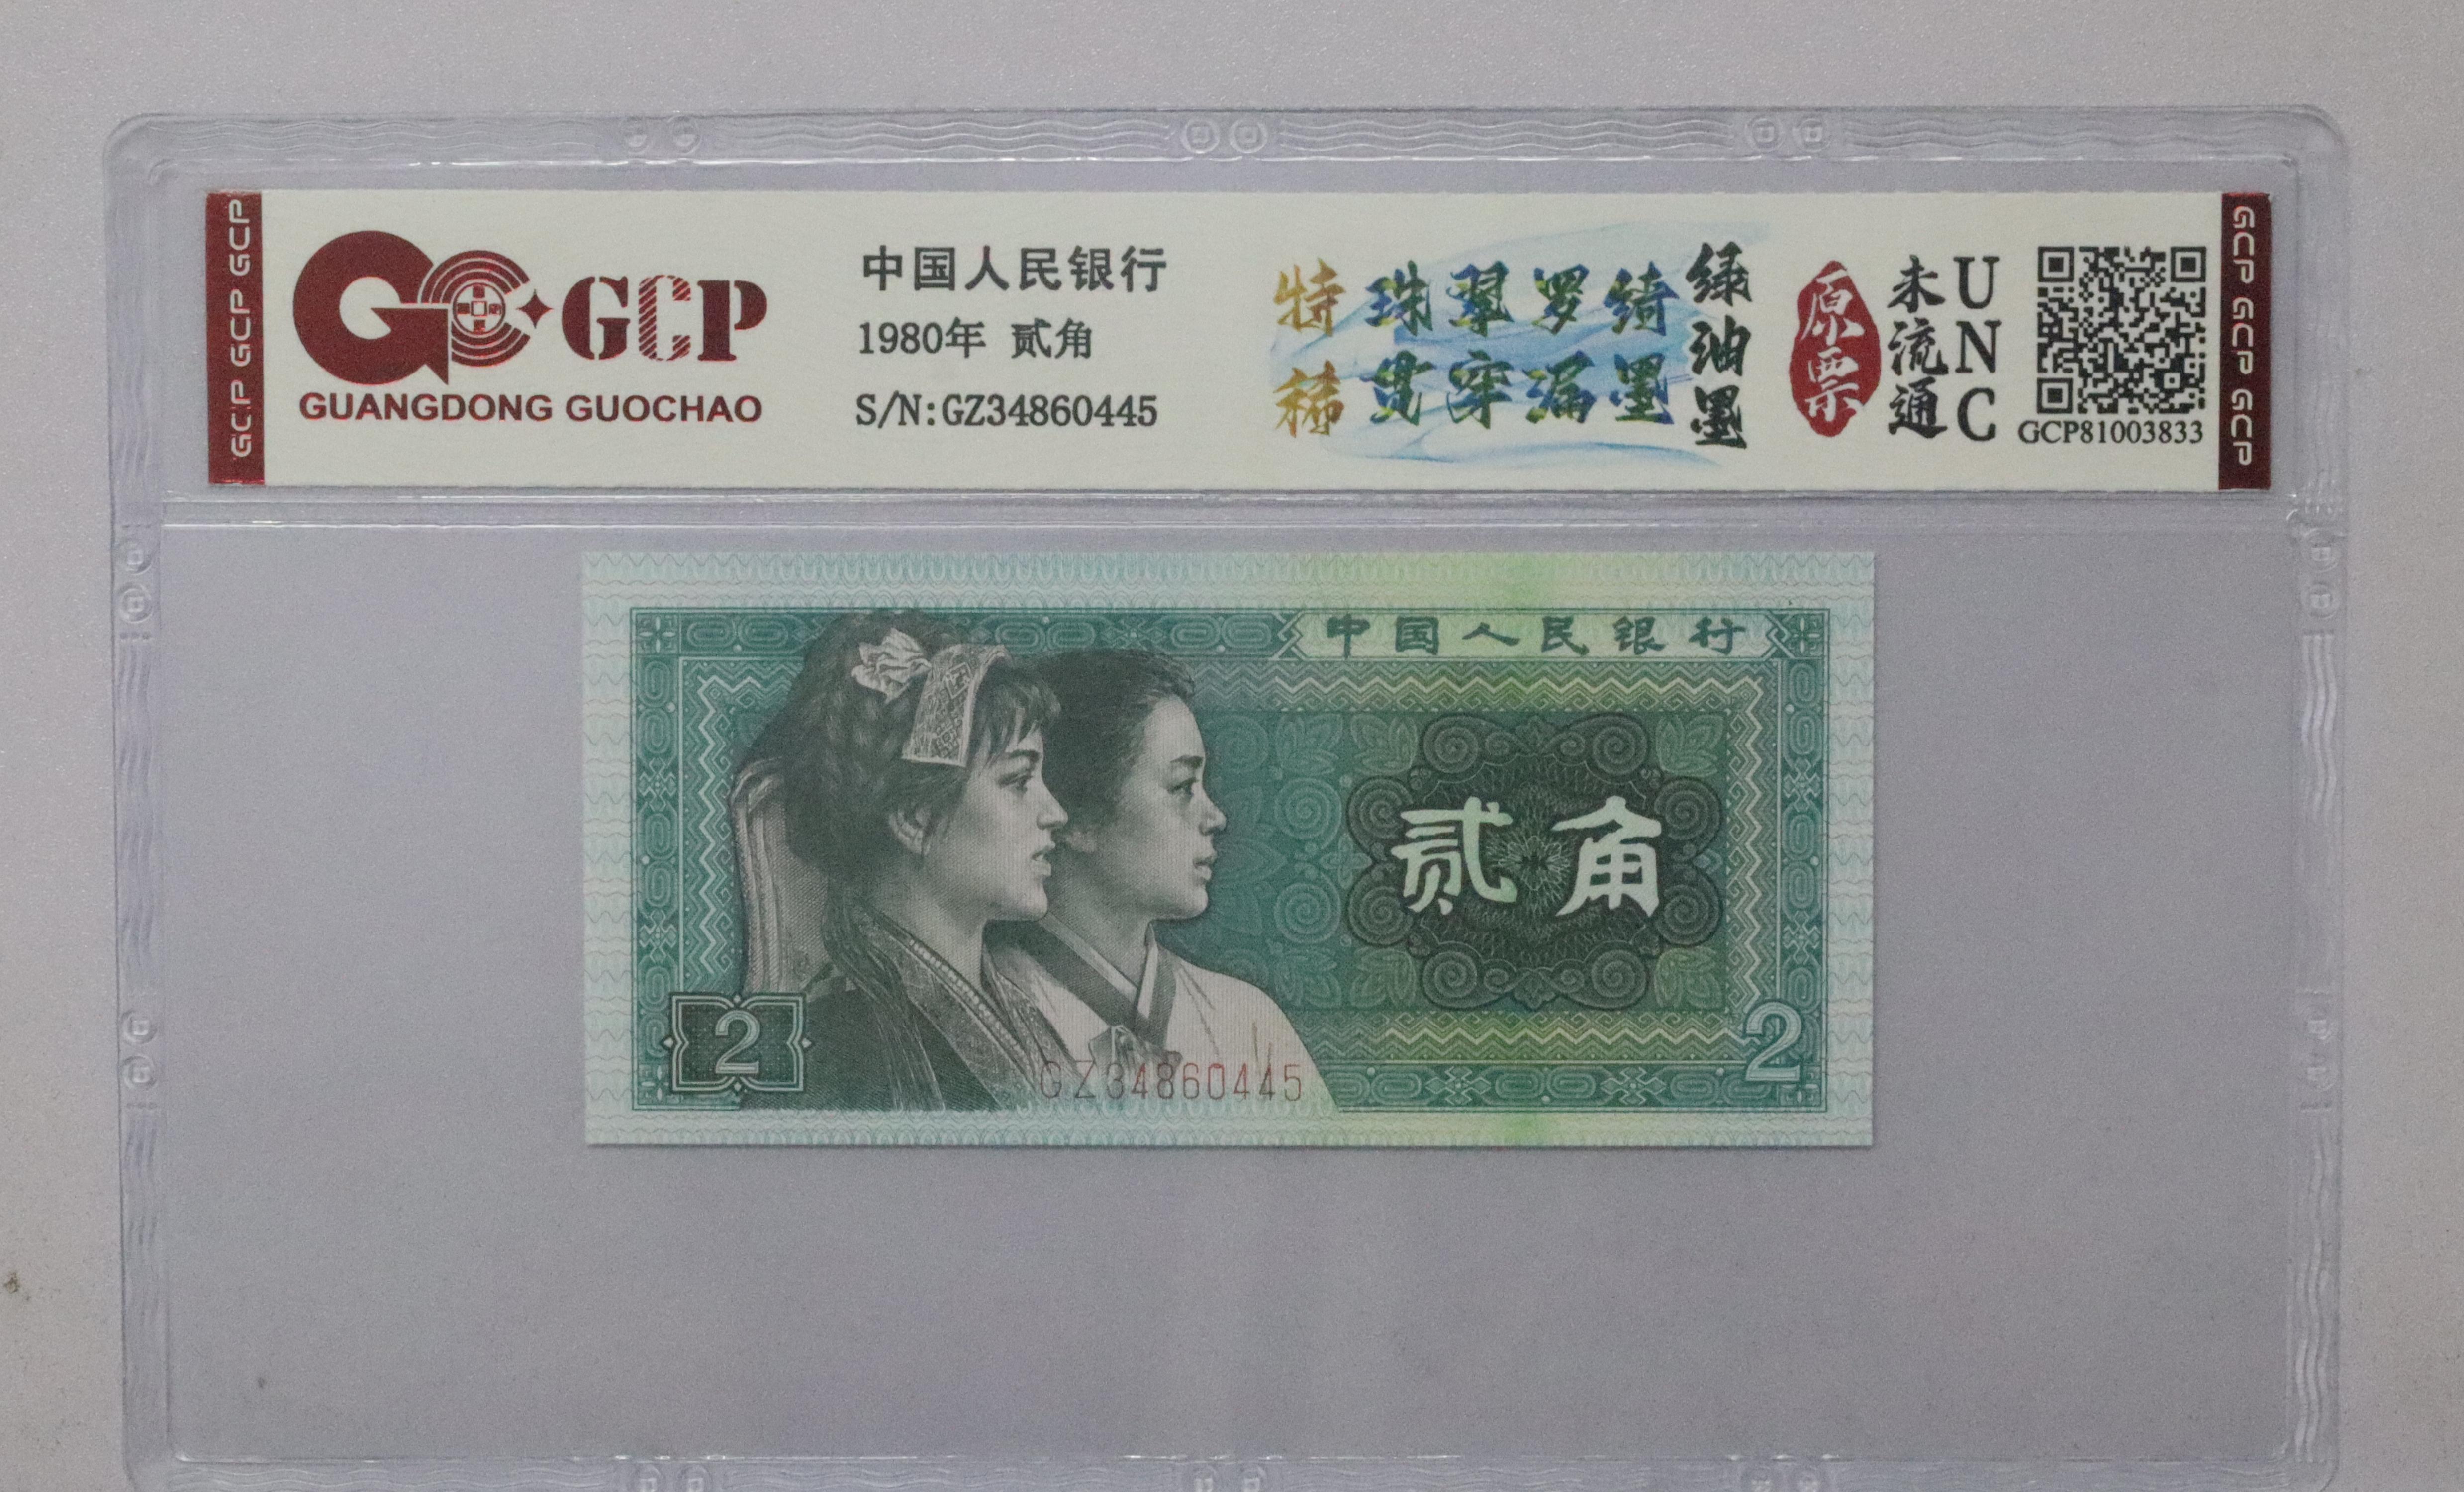 GCP GCP GCP
GCP
GUANGDONG GUOCHAO
中国人民银行
1980年 贰角
S/N:GZ34860445
特稀
珠翠罗绮
贯穿漏墨
绿油墨
原票
未流通
UNC
GCP81003833
GCP GCP GCP
中国人民银行
贰角
2
GZ34860445
2